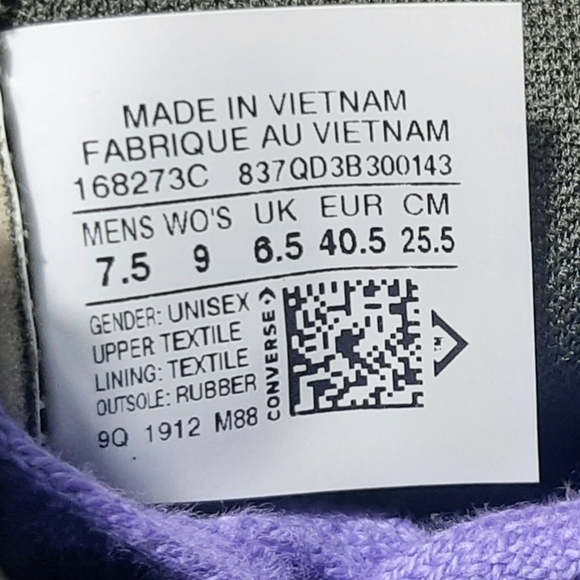 MADE IN VIETNAM
FABRIQUE AU VIETNAM
168273C 837QD3B300143
MENS WO'S UK EUR CM
7.5 9 6.5 40.5 25.5
GENDER: UNISEX
UPPER TEXTILE
LINING: TEXTILE
OUTSOLE: RUBBER
9Q 1912 M88
CONVERSE
TM